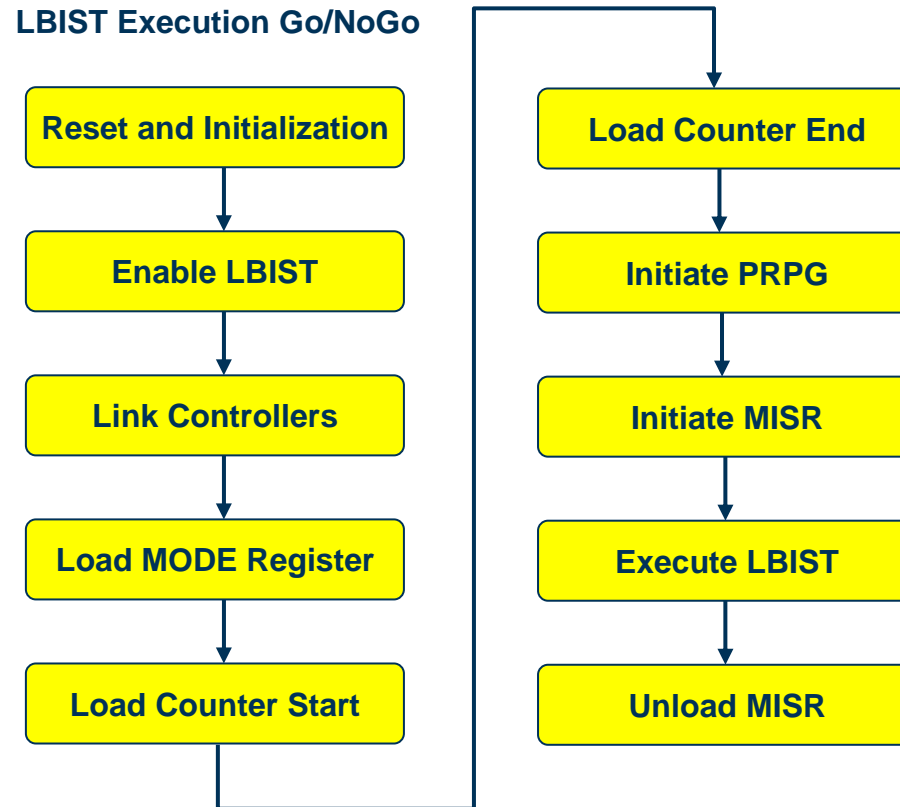 LBIST Execution Go/NoGo
Reset and Initialization
Enable LBIST
Link Controllers
Load MODE Register
Load Counter Start
Load Counter End
Initiate PRPG
Initiate MISR
Execute LBIST
Unload MISR